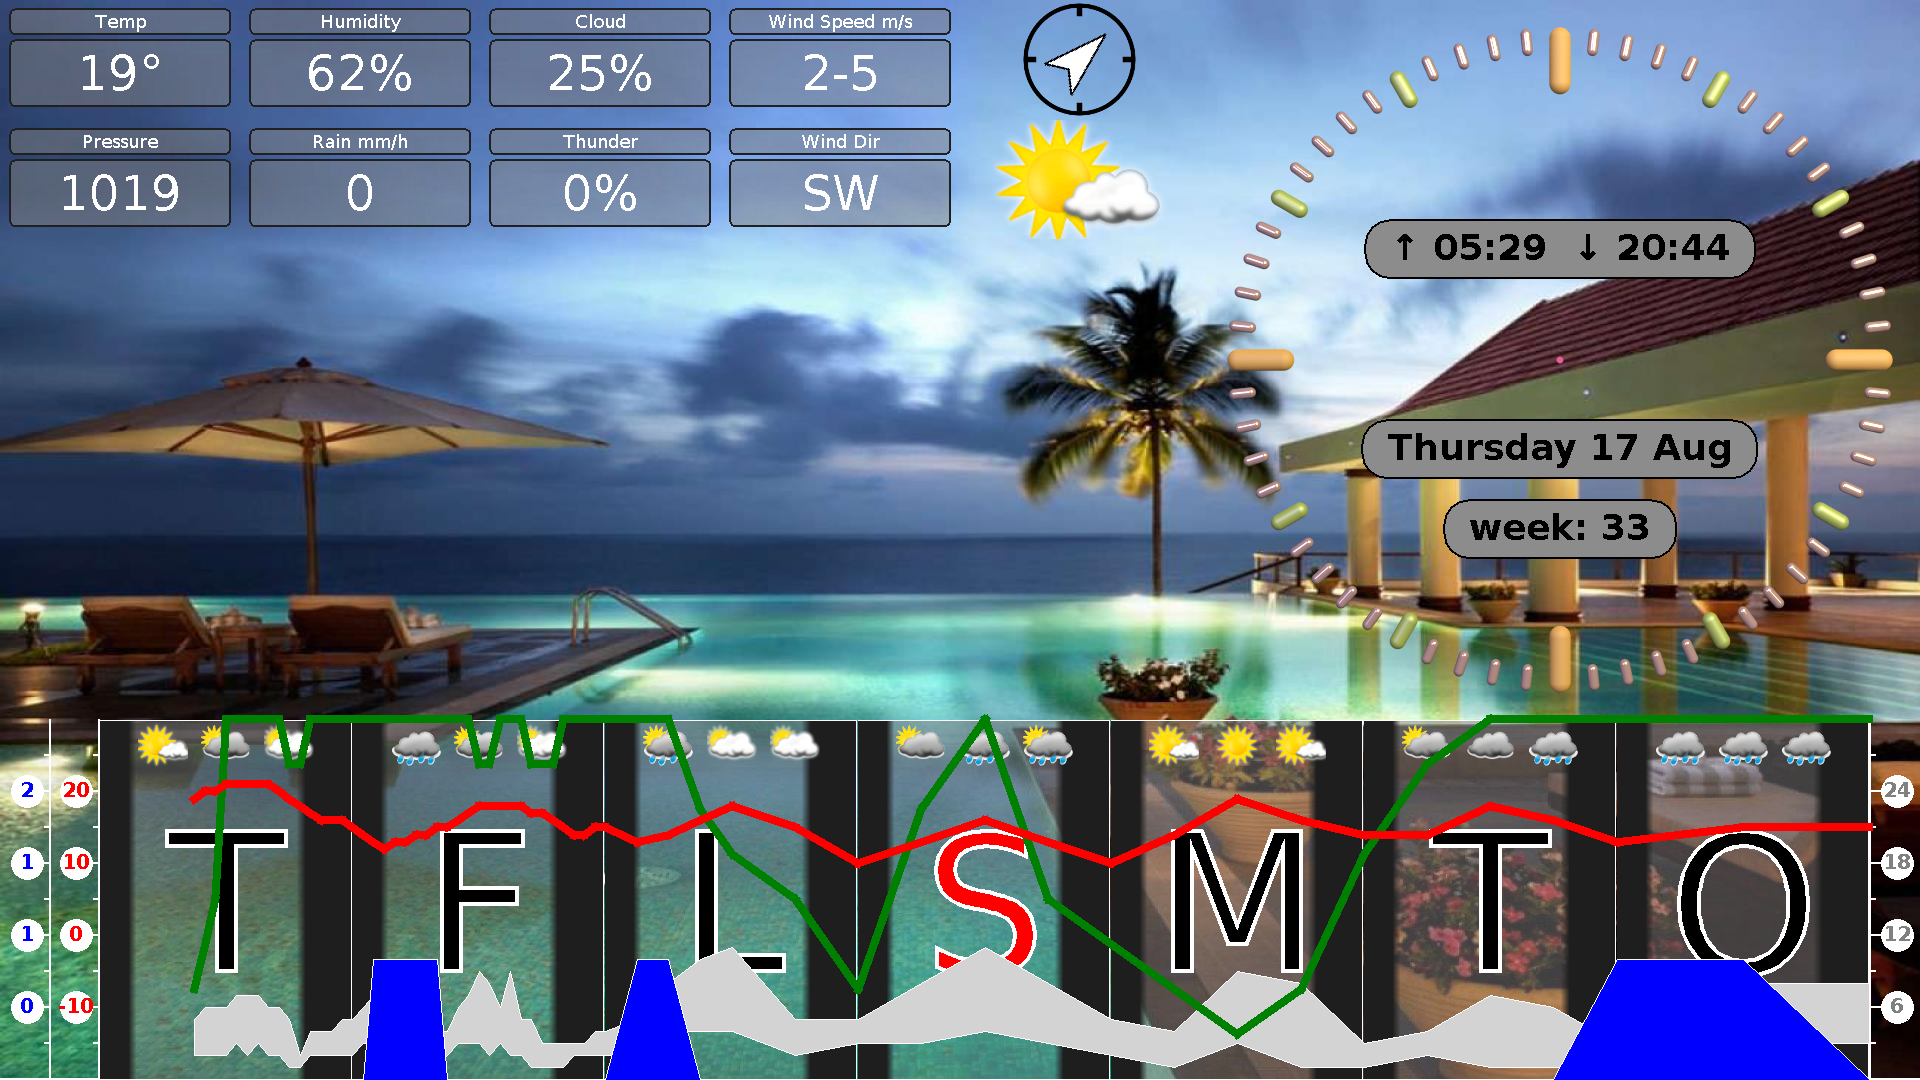 Temp Humidity Cloud Wind Speed m/s
19° 62% 25% 2-5
Pressure Rain mm/h Thunder Wind Dir
1019 0 0% SW
↑ 05:29 ↓ 20:44
Thursday 17 Aug
week: 33
2 20 24
1 10 18
1 0 12
0 -10 6
T F L S M T O